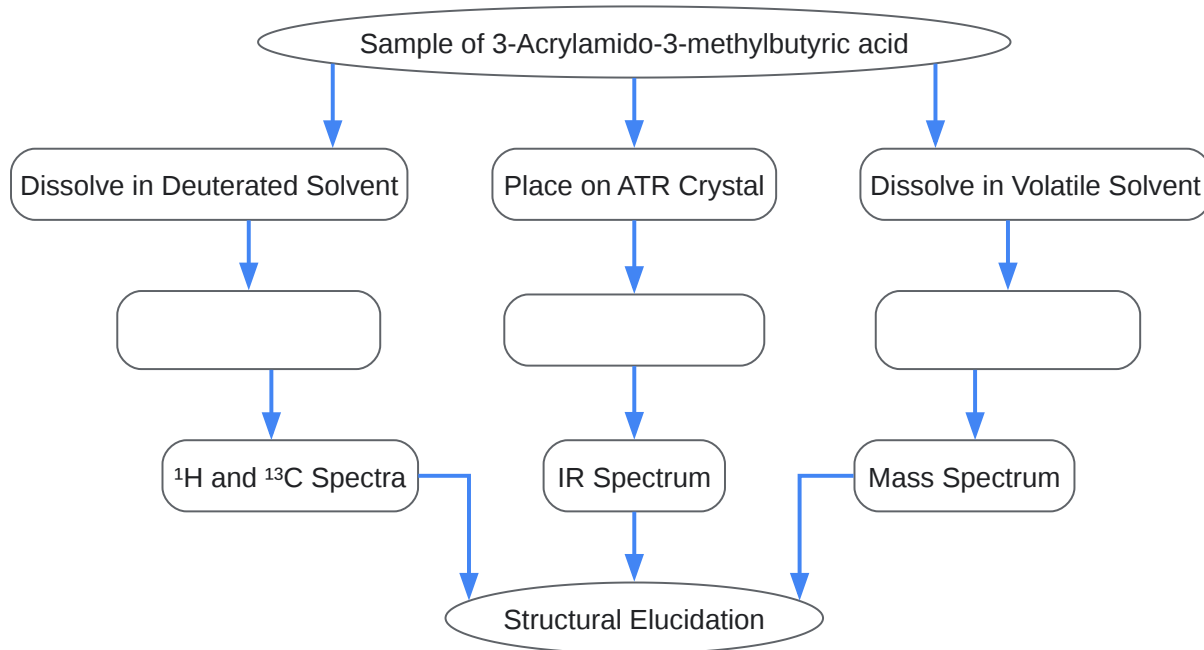 Sample of 3-Acrylamido-3-methylbutyric acid
Dissolve in Deuterated Solvent
Place on ATR Crystal
Dissolve in Volatile Solvent
¹H and ¹³C Spectra
IR Spectrum
Mass Spectrum
Structural Elucidation